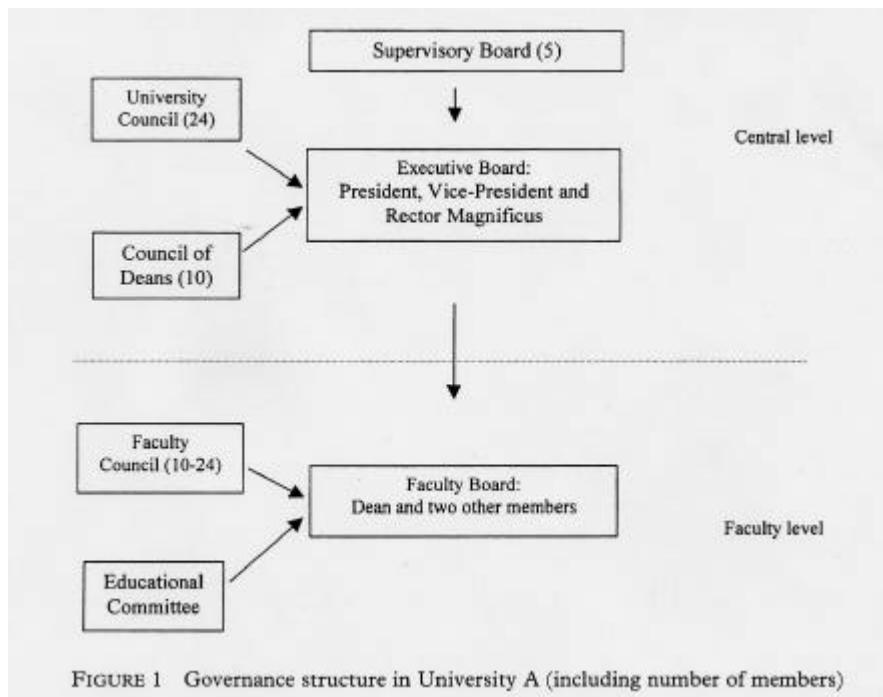 Supervisory Board (5)
University
Council (24)
Central level
Executive Board:
President, Vice-President and
Rector Magnificus
Council of
Deans (10)
Faculty
Council (10-24)
Faculty Board:
Dean and two other members
Faculty level
Educational
Committee
FIGURE 1 Governance structure in University A (including number of members)